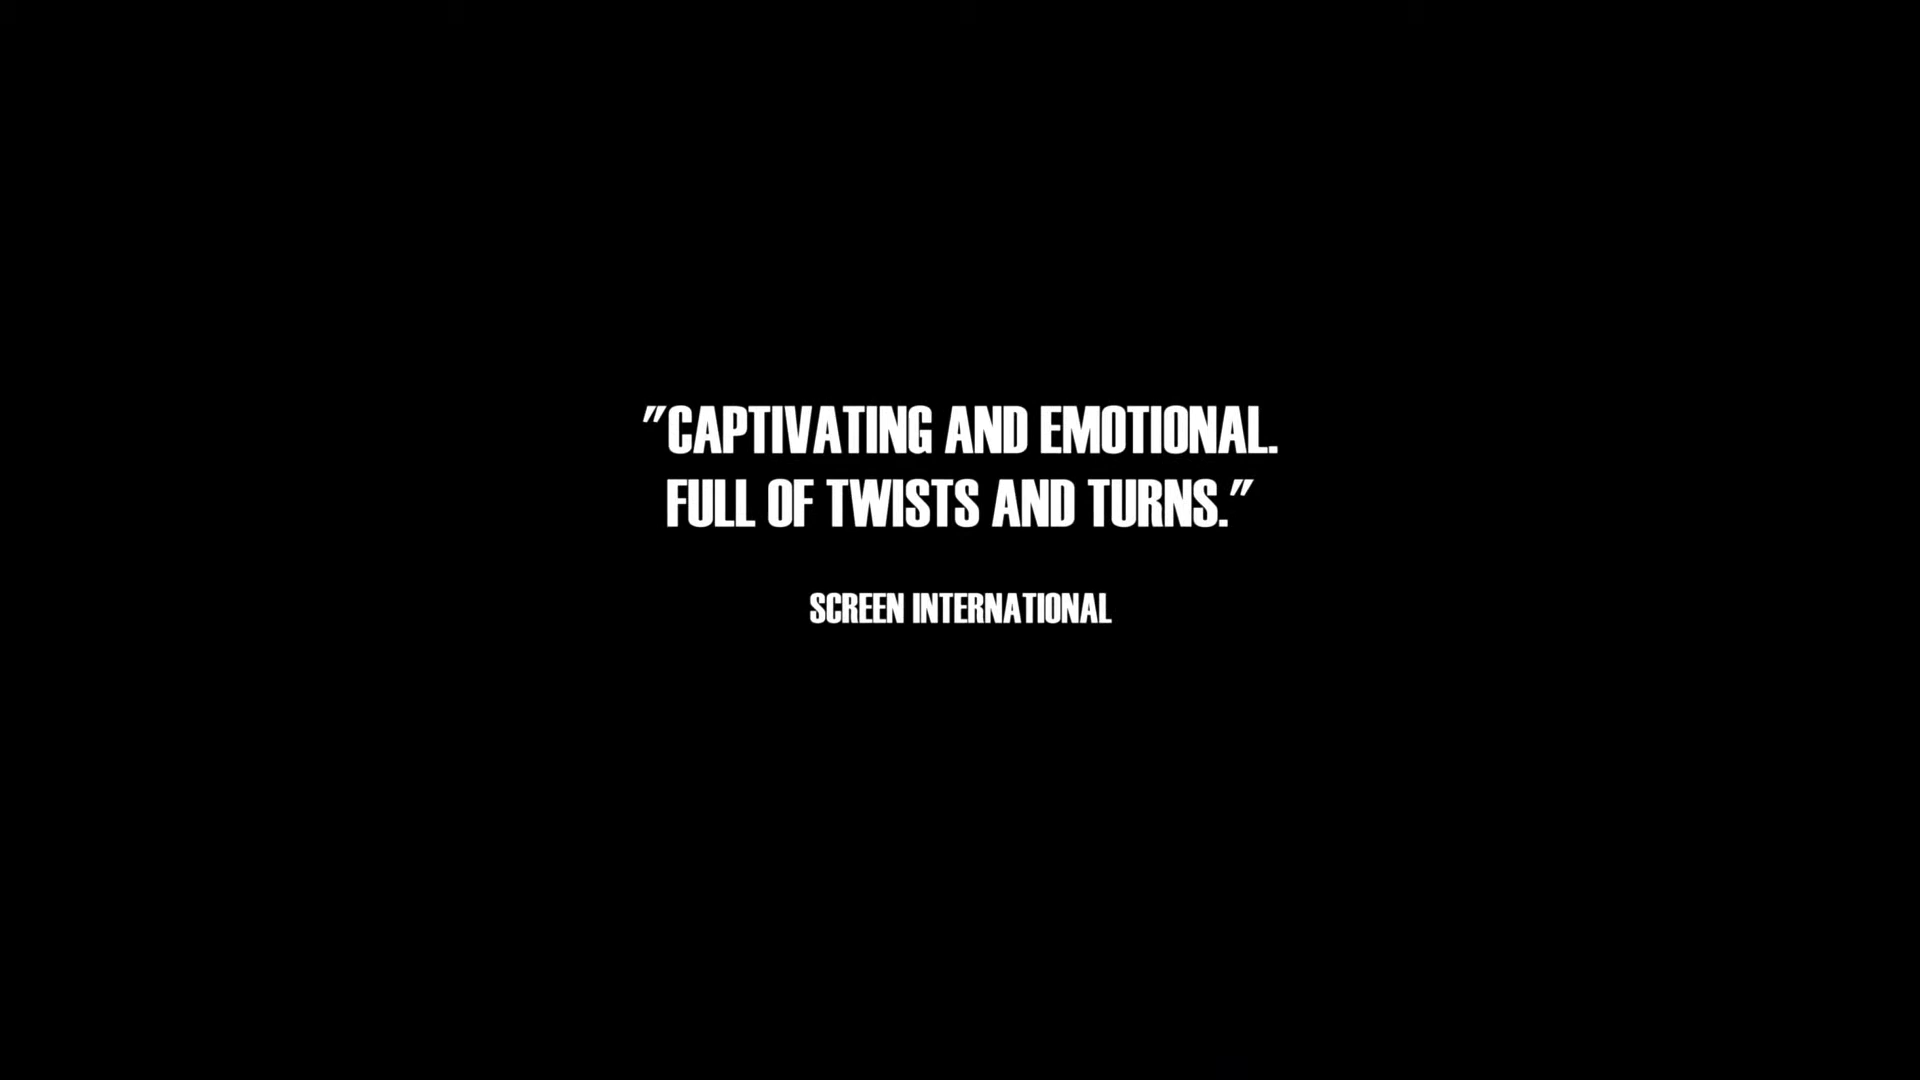 "CAPTIVATING AND EMOTIONAL.
FULL OF TWISTS AND TURNS."
SCREEN INTERNATIONAL